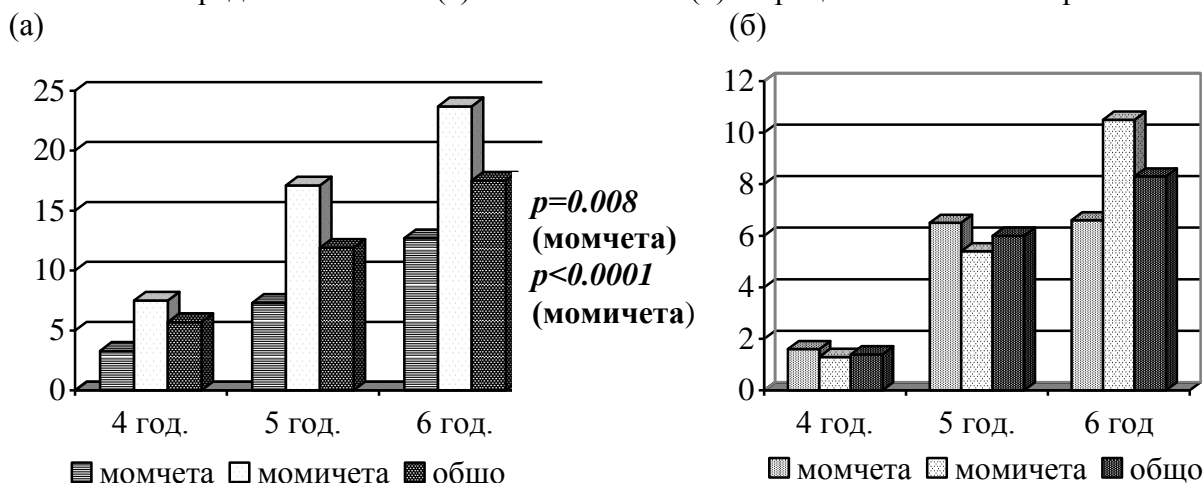 (а)
(б)
25
20
15
10
5
0
4 год.
5 год.
6 год.
момчета
момичета
общо
p=0.008
(момчета)
p<0.0001
(момичета)
12
10
8
6
4
2
0
4 год.
5 год.
6 год
момчета
момичета
общо